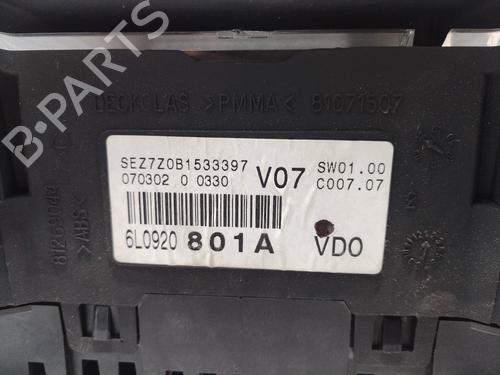 DECKGLAS >PMMA< 81071507
SEZ7Z0B1533397
070302 0 0330
V07
SW01.00
C007.07
6L0920 801A
VDO
>ABS<
B-PARTS